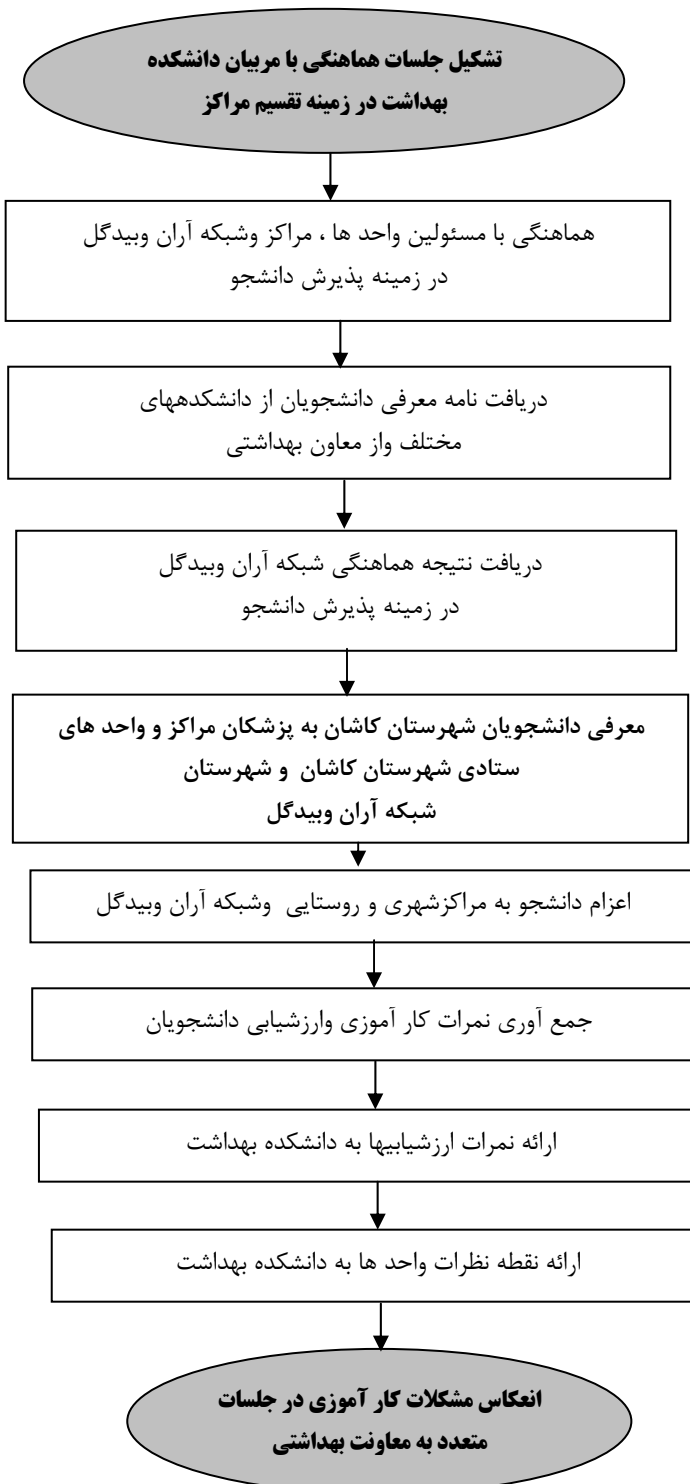 تشکیل جلسات هماهنگی با مربیان دانشکده
بهداشت در زمینه تقسیم مراکز
هماهنگی با مسئولین واحد ها ، مراکز وشبکه آران وبیدگل
در زمینه پذیرش دانشجو
دریافت نامه معرفی دانشجویان از دانشکدههای
مختلف واز معاون بهداشتی
دریافت نتیجه هماهنگی شبکه آران وبیدگل
در زمینه پذیرش دانشجو
معرفی دانشجویان شهرستان کاشان به پزشکان مراکز و واحد های
ستادی شهرستان کاشان و شهرستان
شبکه آران وبیدگل
اعزام دانشجو به مراکزشهری و روستایی وشبکه آران وبیدگل
جمع آوری نمرات کار آموزی وارزشیابی دانشجویان
ارائه نمرات ارزشیابیها به دانشکده بهداشت
ارائه نقطه نظرات واحد ها به دانشکده بهداشت
انعکاس مشکلات کار آموزی در جلسات
متعدد به معاونت بهداشتی